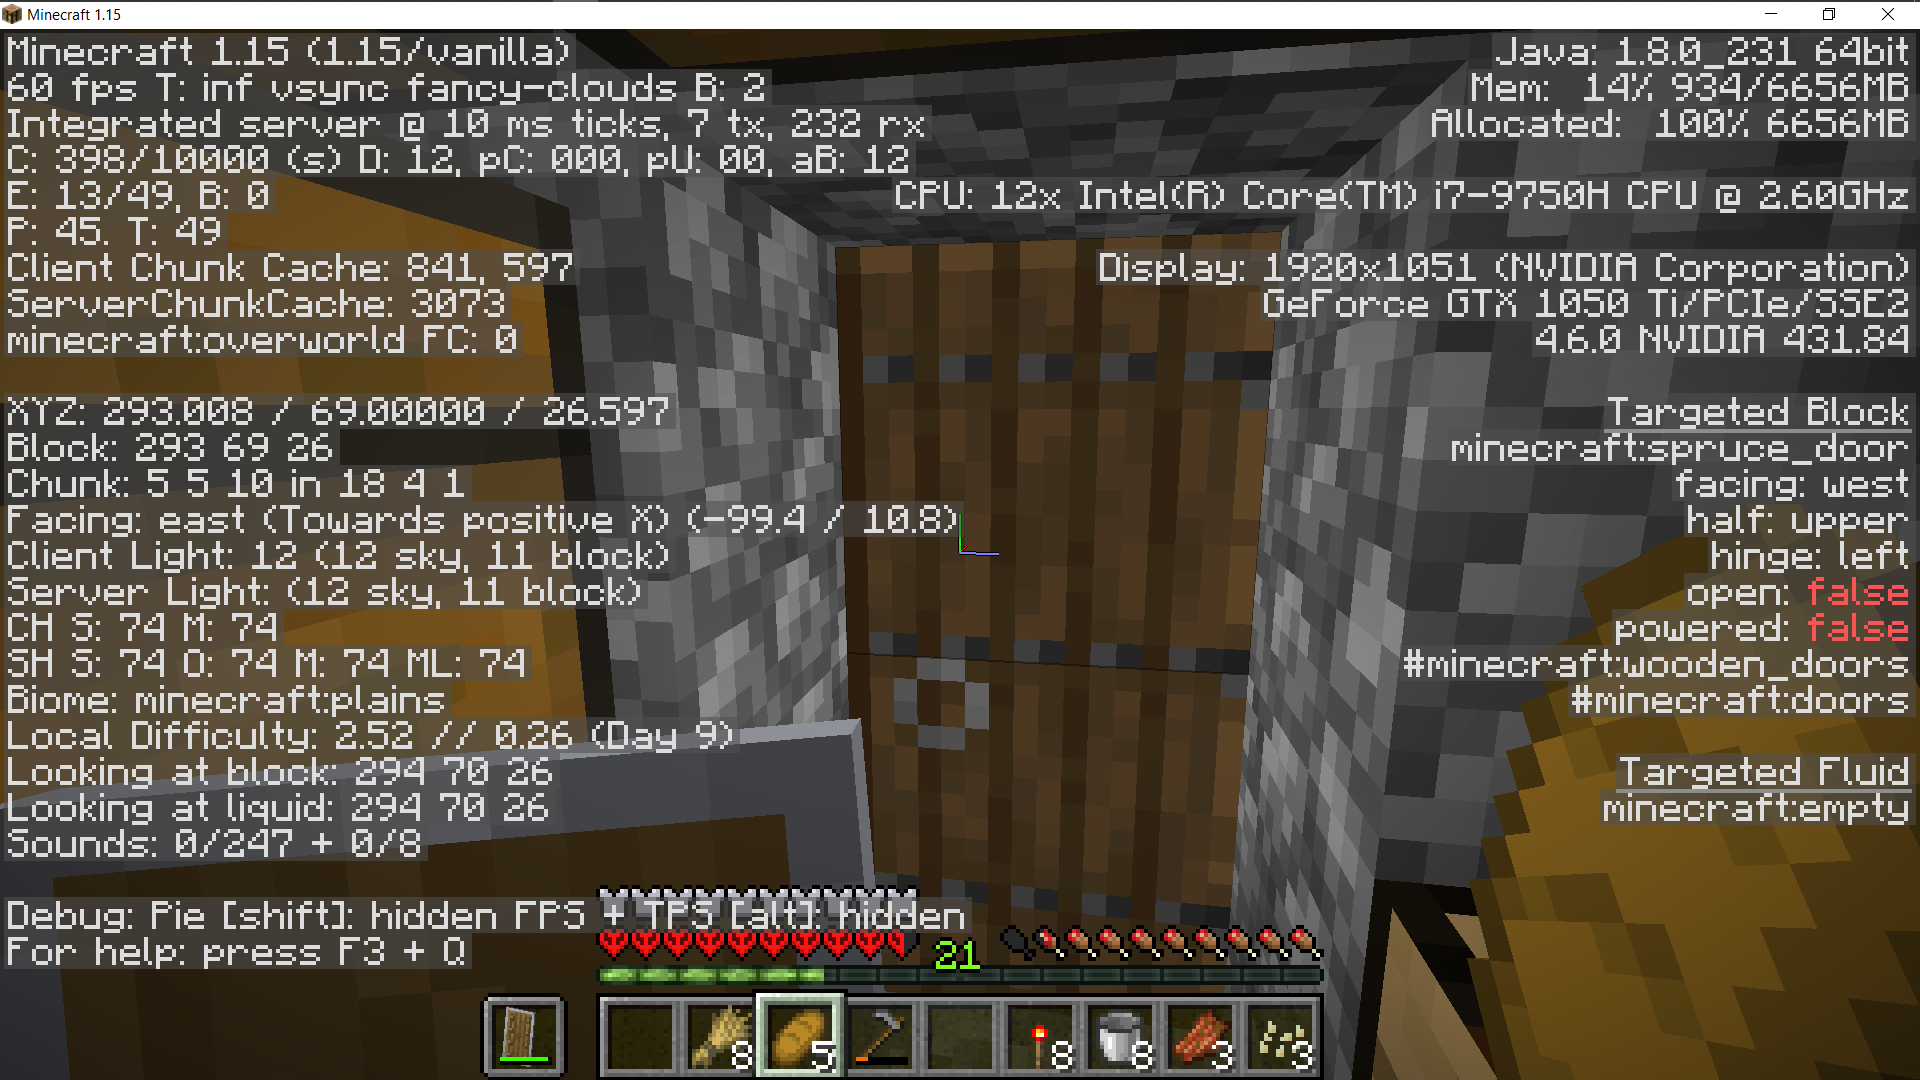 Minecraft 1.15
Minecraft 1.15 (1.15/vanilla)
60 fps T: inf vsync fancy-clouds B: 2
Integrated server @ 10 ms ticks, 7 tx, 232 rx
C: 398/10000 (s) D: 12, pC: 000, pU: 00, aB: 12
E: 13/49, B: 0
P: 45. T: 49
Client Chunk Cache: 841, 597
ServerChunkCache: 3073
minecraft:overworld FC: 0
XYZ: 293.008 / 69.00000 / 26.597
Block: 293 69 26
Chunk: 5 5 10 in 18 4 1
Facing: east (Towards positive X) (-99.4 / 10.8)
Client Light: 12 (12 sky, 11 block)
Server Light: (12 sky, 11 block)
CH S: 74 M: 74
SH S: 74 O: 74 M: 74 ML: 74
Biome: minecraft:plains
Local Difficulty: 2.52 // 0.26 (Day 9)
Looking at block: 294 70 26
Looking at liquid: 294 70 26
Sounds: 0/247 + 0/8
Debug: Pie [shift]: hidden FPS + TPS [alt]: hidden
For help: press F3 + Q
Java: 1.8.0_231 64bit
Mem: 14% 934/6656MB
Allocated: 100% 6656MB
CPU: 12x Intel(R) Core(TM) i7-9750H CPU @ 2.60GHz
Display: 1920x1051 (NVIDIA Corporation)
GeForce GTX 1050 Ti/PCIe/SSE2
4.6.0 NVIDIA 431.84
Targeted Block
minecraft:spruce_door
facing: west
half: upper
hinge: left
open: false
powered: false
#minecraft:wooden_doors
#minecraft:doors
Targeted Fluid
minecraft:empty
21
8 5 8 8 3 3